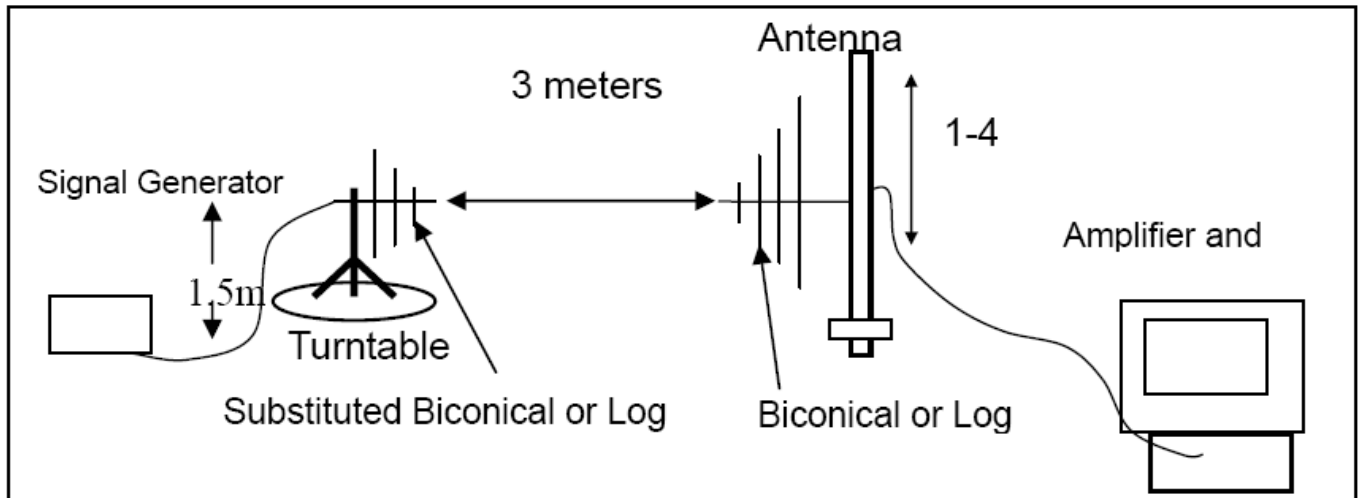 Antenna
3 meters
1-4
Signal Generator
Amplifier and
1.5m
Turntable
Substituted Biconical or Log
Biconical or Log